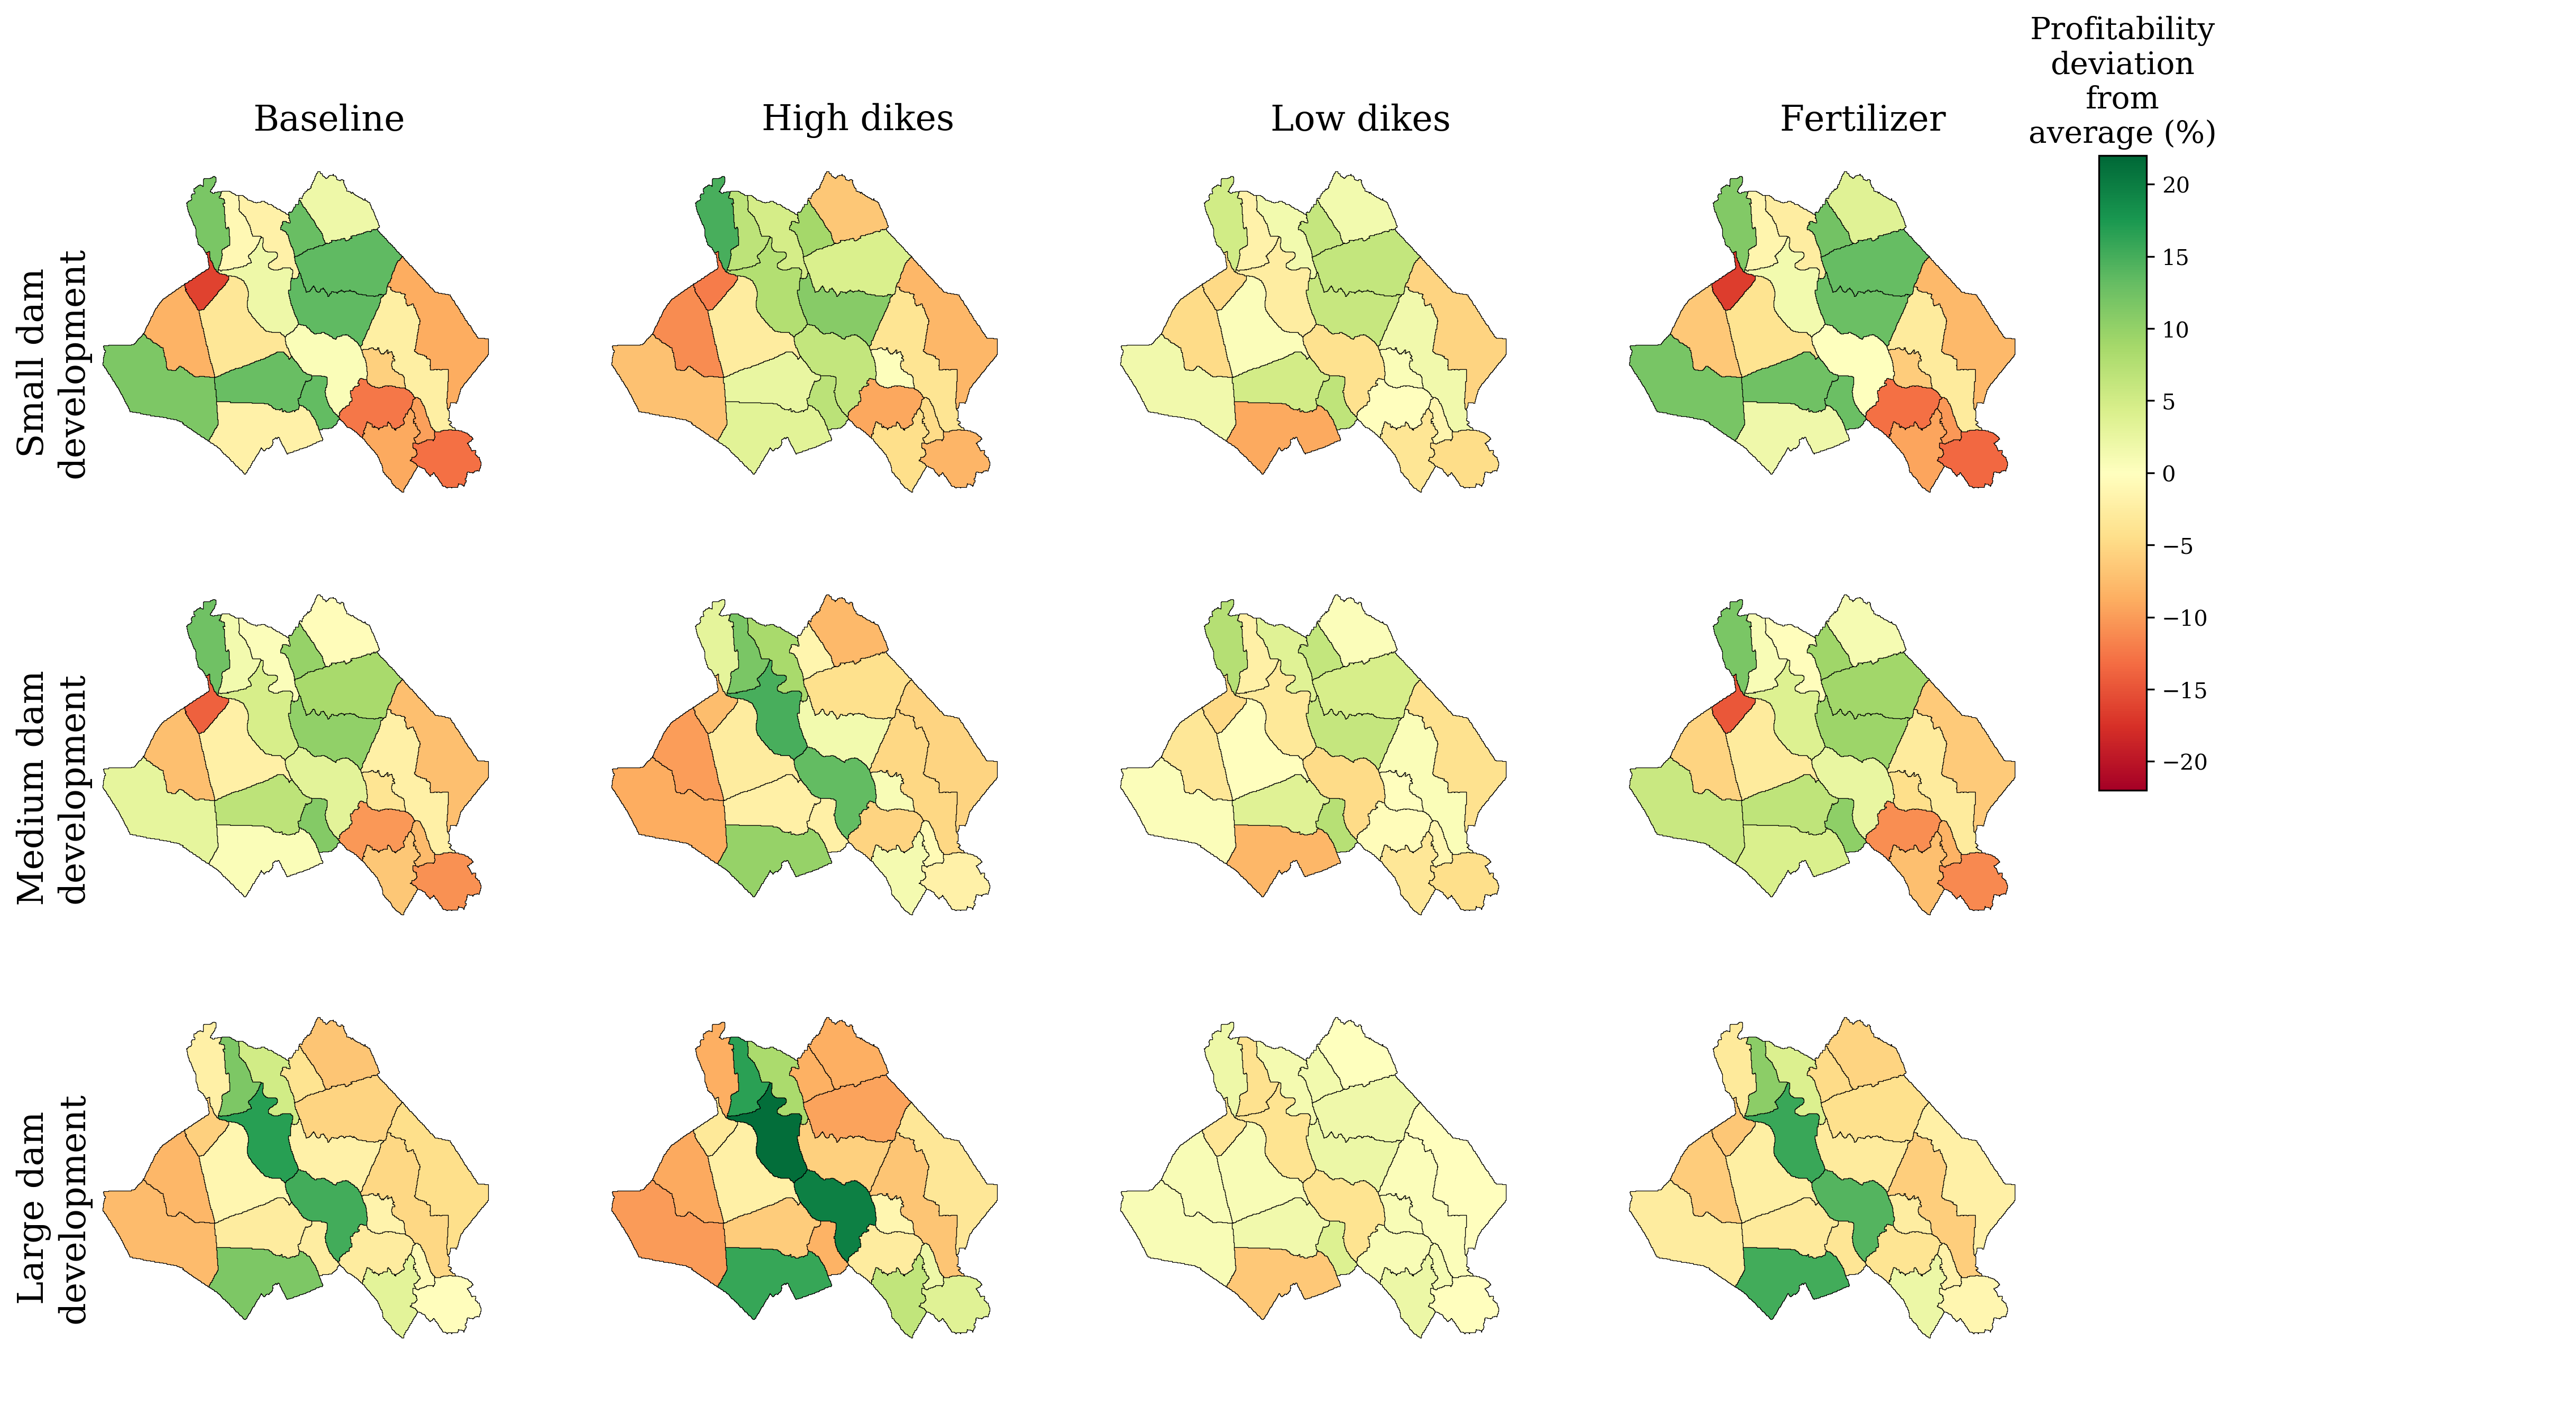 Profitability
deviation
from
average (%)
Baseline
High dikes
Low dikes
Fertilizer
Small dam
development
Medium dam
development
Large dam
development
20
15
10
5
0
−5
−10
−15
−20